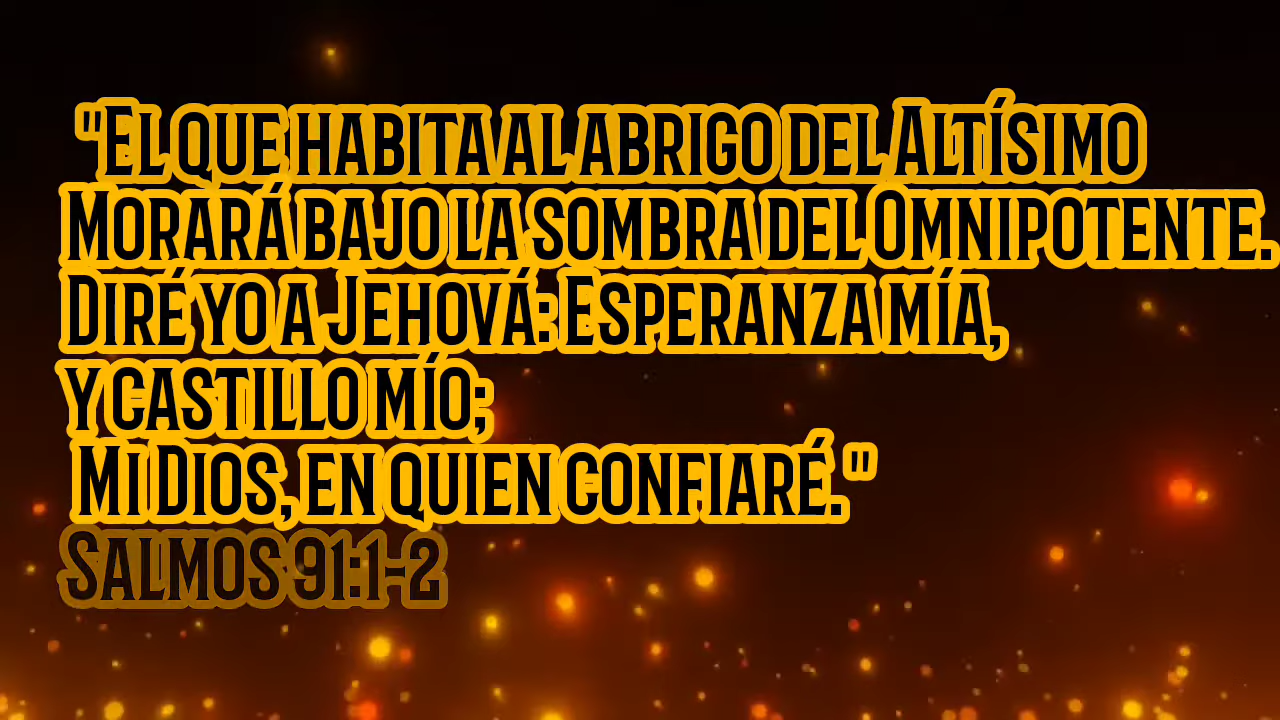 "El que habita al abrigo del Altísimo
Morará bajo la sombra del Omnipotente.
Diré yo a Jehová: Esperanza mía,
y castillo mío;
Mi Dios, en quien confiaré."
Salmos 91:1-2